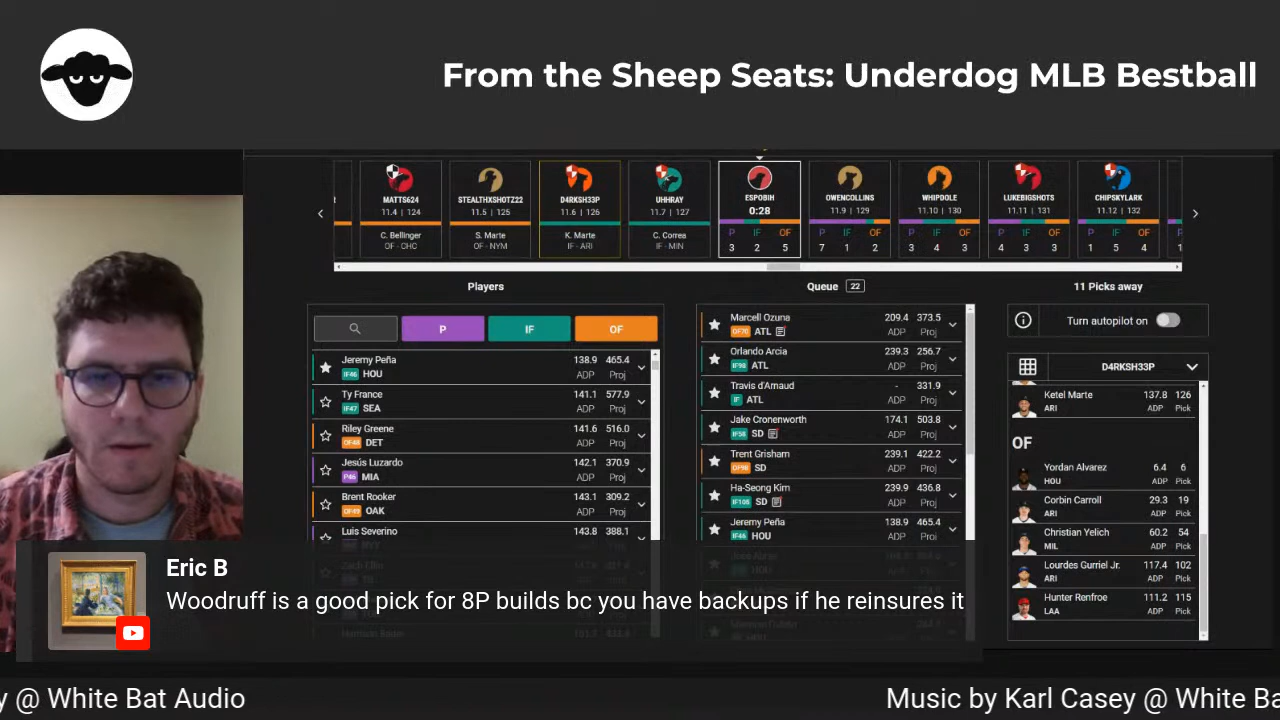 From the Sheep Seats: Underdog MLB Bestball
MATTS624
11.4 | 124
C. Bellinger
OF - CHC
STEALTHXSHOTZ22
11.5 | 125
S. Marte
OF - NYM
D4RKSH33P
11.6 | 126
K. Marte
IF - ARI
UHHRAY
11.7 | 127
C. Correa
IF - MIN
ESPOBIH
0:28
P IF OF
3 2 5
OWENCOLLINS
11.9 | 129
P IF OF
7 1 2
WHIPDOLE
11.10 | 130
P IF OF
3 4 3
LUKEBIGSHOTS
11.11 | 131
P IF OF
4 3 3
CHIPSKYLARK
11.12 | 132
P IF OF
1 5 4
Players
P IF OF
Jeremy Peña 138.9 465.4
IF46 HOU ADP Proj
Ty France 141.1 577.9
IF47 SEA ADP Proj
Riley Greene 141.6 516.0
OF48 DET ADP Proj
Jesús Luzardo 142.1 370.9
P46 MIA ADP Proj
Brent Rooker 143.1 309.2
OF49 OAK ADP Proj
Luis Severino 143.8 388.1
Queue 22
Marcell Ozuna 209.4 373.5
OF70 ATL ADP Proj
Orlando Arcia 239.3 256.7
IF98 ATL ADP Proj
Travis d'Arnaud - 331.9
IF ATL ADP Proj
Jake Cronenworth 174.1 503.8
IF58 SD ADP Proj
Trent Grisham 239.1 422.2
OF98 SD ADP Proj
Ha-Seong Kim 239.9 436.8
IF105 SD ADP Proj
Jeremy Peña 138.9 465.4
IF46 HOU ADP Proj
11 Picks away
Turn autopilot on
D4RKSH33P
Ketel Marte 137.8 126
ARI ADP Pick
OF
Yordan Alvarez 6.4 6
HOU ADP Pick
Corbin Carroll 29.3 19
ARI ADP Pick
Christian Yelich 60.2 54
MIL ADP Pick
Lourdes Gurriel Jr. 117.4 102
ARI ADP Pick
Hunter Renfroe 111.2 115
LAA ADP Pick
Eric B
Woodruff is a good pick for 8P builds bc you have backups if he reinsures it
y @ White Bat Audio
Music by Karl Casey @ White Ba